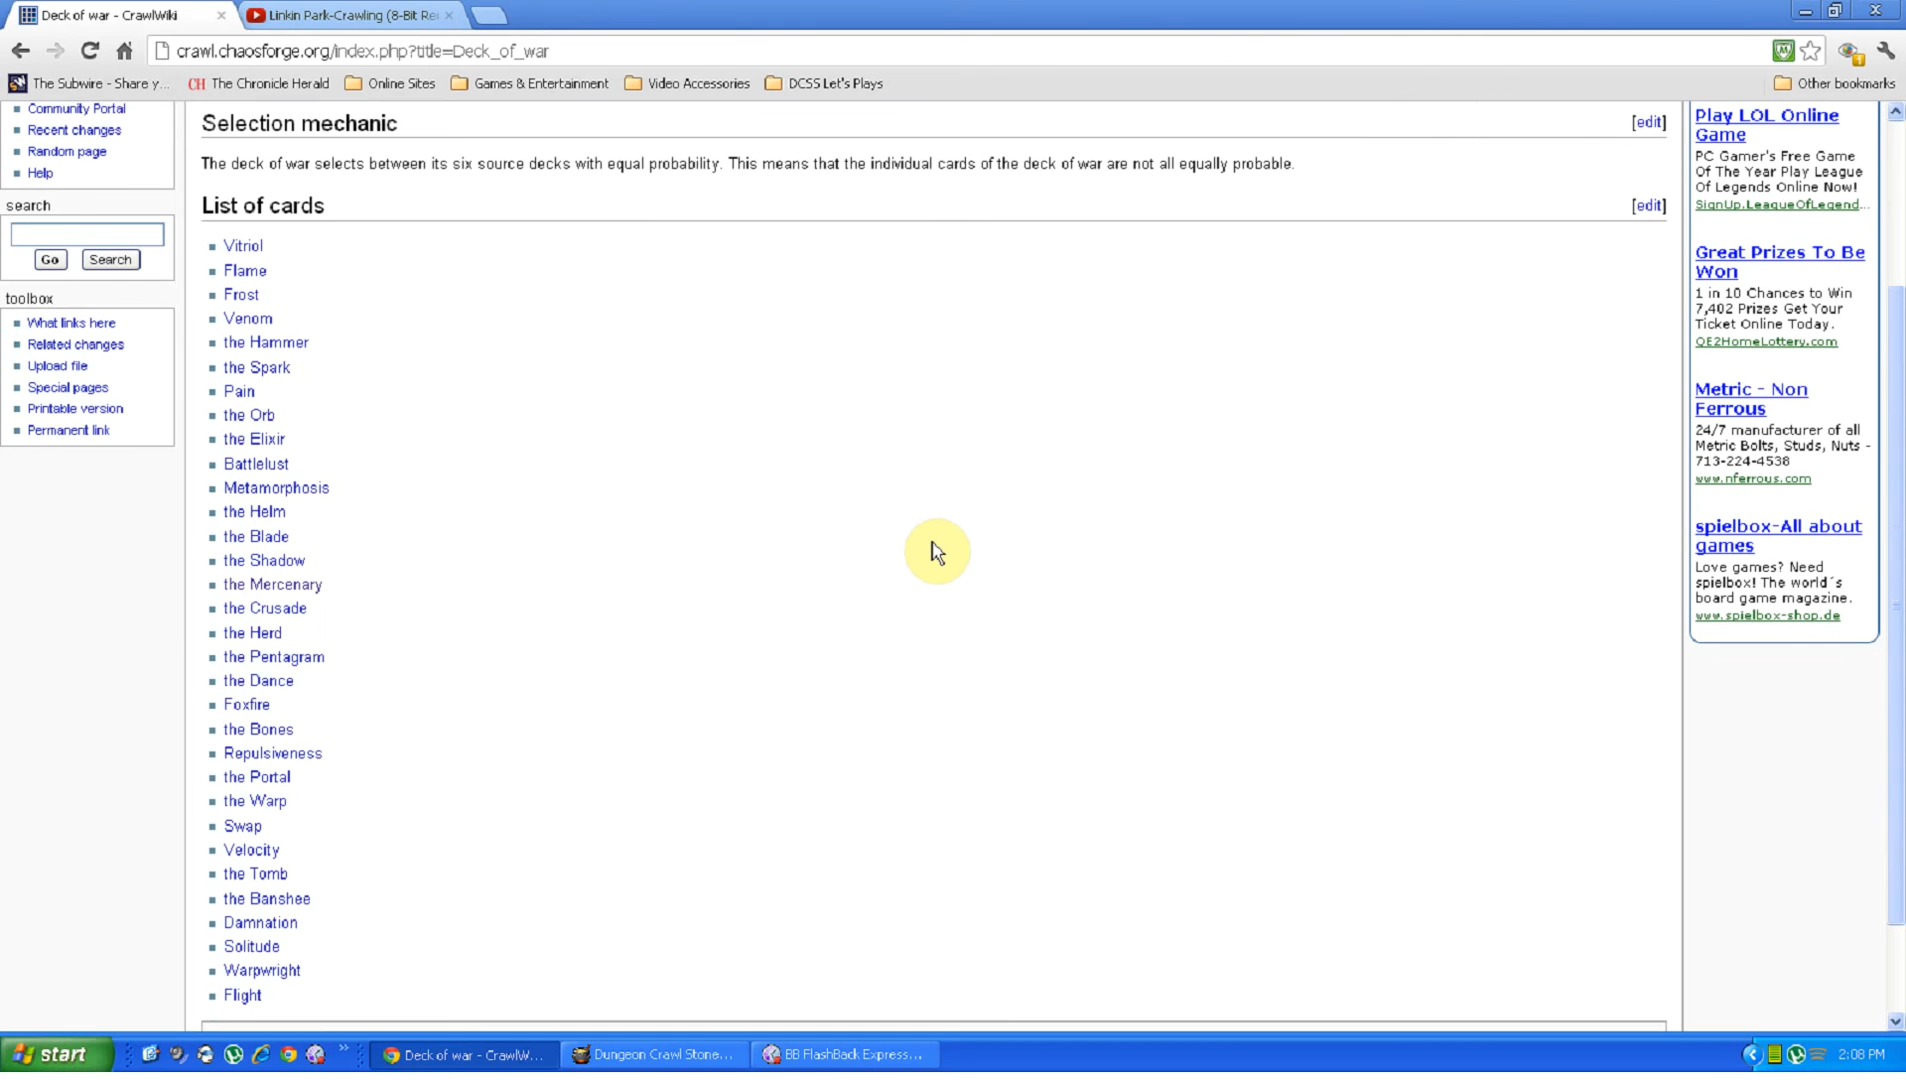 Deck of war - CrawlWiki
Linkin Park-Crawling (8-Bit Re
crawl.chaosforge.org/index.php?title=Deck_of_war
The Subwire - Share y...
CH The Chronicle Herald
Online Sites
Games & Entertainment
Video Accessories
DCSS Let's Plays
Other bookmarks
Community Portal
Recent changes
Random page
Help
search
Go Search
toolbox
What links here
Related changes
Upload file
Special pages
Printable version
Permanent link
Selection mechanic [edit]
The deck of war selects between its six source decks with equal probability. This means that the individual cards of the deck of war are not all equally probable.
List of cards [edit]
Vitriol
Flame
Frost
Venom
the Hammer
the Spark
Pain
the Orb
the Elixir
Battlelust
Metamorphosis
the Helm
the Blade
the Shadow
the Mercenary
the Crusade
the Herd
the Pentagram
the Dance
Foxfire
the Bones
Repulsiveness
the Portal
the Warp
Swap
Velocity
the Tomb
the Banshee
Damnation
Solitude
Warpwright
Flight
Play LOL Online
Game
PC Gamer's Free Game
Of The Year Play League
Of Legends Online Now!
SignUp.LeagueOfLegend...
Great Prizes To Be
Won
1 in 10 Chances to Win
7,402 Prizes Get Your
Ticket Online Today.
QE2HomeLottery.com
Metric - Non
Ferrous
24/7 manufacturer of all
Metric Bolts, Studs, Nuts -
713-224-4538
www.nferrous.com
spielbox-All about
games
Love games? Need
spielbox! The world´s
board game magazine.
www.spielbox-shop.de
start
Deck of war - CrawlW...
Dungeon Crawl Stone...
BB FlashBack Express...
2:08 PM